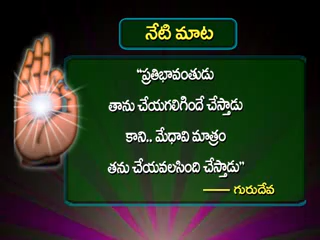 నేటి మాట
"ప్రతిభావంతుడు
తాను చేయగలిగిందే చేస్తాడు
కాని.. మేధావి మాత్రం
తను చేయవలసింది చేస్తాడు"
—— గురుదేవ